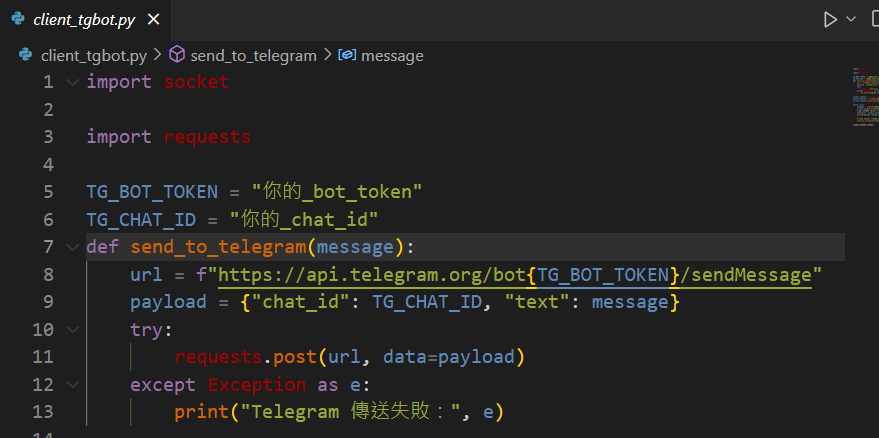 client_tgbot.py
client_tgbot.py > send_to_telegram > message
1 import socket
2
3 import requests
4
5 TG_BOT_TOKEN = "你的_bot_token"
6 TG_CHAT_ID = "你的_chat_id"
7 def send_to_telegram(message):
8     url = f"https://api.telegram.org/bot{TG_BOT_TOKEN}/sendMessage"
9     payload = {"chat_id": TG_CHAT_ID, "text": message}
10     try:
11         requests.post(url, data=payload)
12     except Exception as e:
13         print("Telegram 傳送失敗：", e)